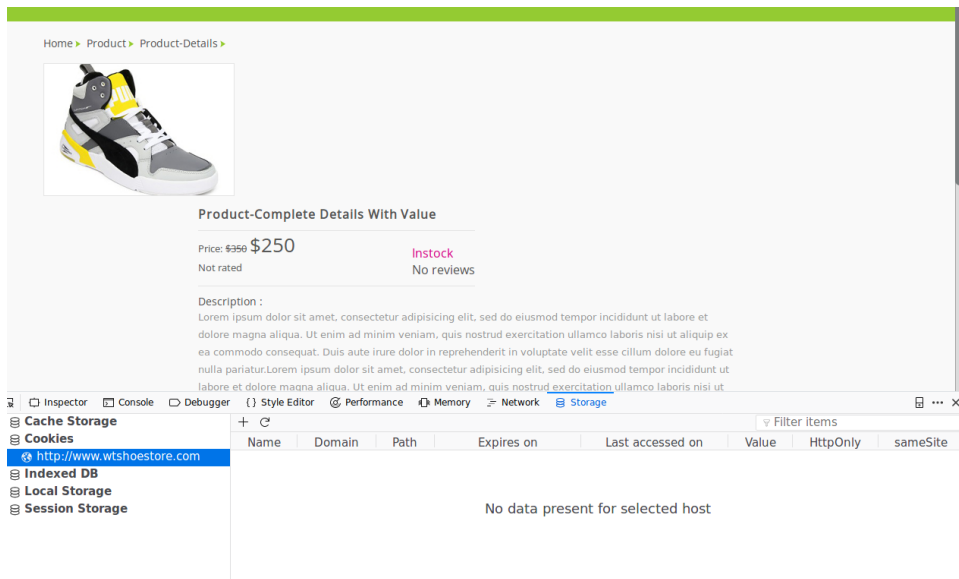 Home Product Product-Details
Product-Complete Details With Value
Price: $350 $250
Instock
Not rated
No reviews
Description :
Lorem ipsum dolor sit amet, consectetur adipisicing elit, sed do eiusmod tempor incididunt ut labore et
dolore magna aliqua. Ut enim ad minim veniam, quis nostrud exercitation ullamco laboris nisi ut aliquip ex
ea commodo consequat. Duis aute irure dolor in reprehenderit in voluptate velit esse cillum dolore eu fugiat
nulla pariatur.Lorem ipsum dolor sit amet, consectetur adipisicing elit, sed do eiusmod tempor incididunt ut
labore et dolore magna aliqua. Ut enim ad minim veniam, quis nostrud exercitation ullamco laboris nisi ut
Inspector Console Debugger {} Style Editor Performance Memory Network Storage
Cache Storage
Filter items
Cookies
Name Domain Path Expires on Last accessed on Value HttpOnly sameSite
http://www.wtshoestore.com
Indexed DB
Local Storage
Session Storage
No data present for selected host